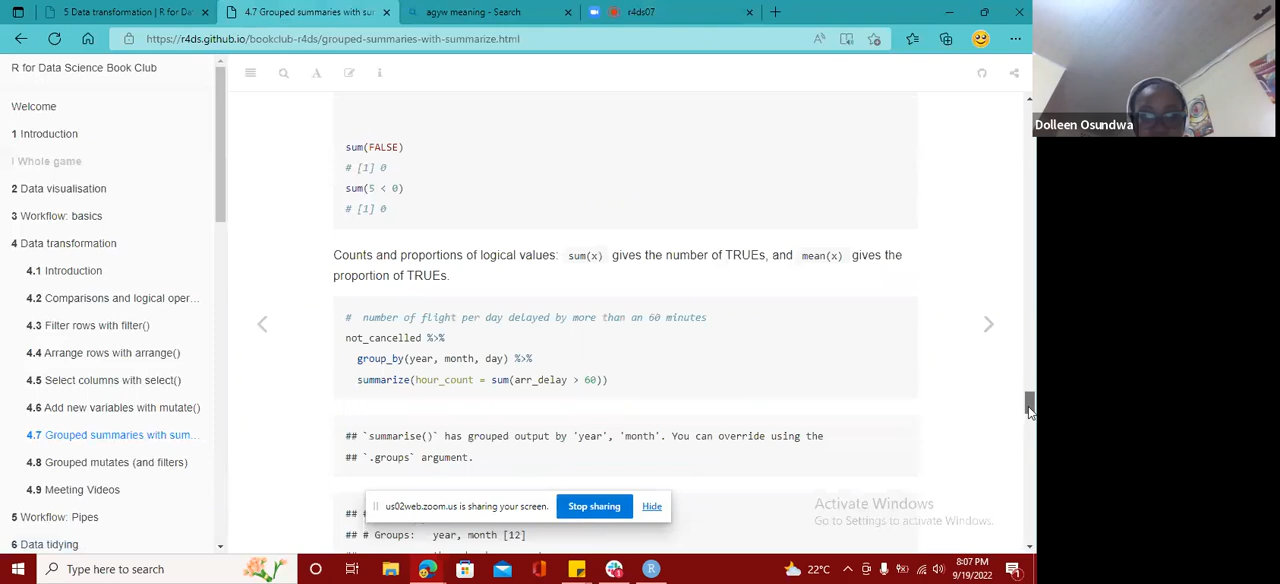 5 Data transformation | R for Da
4.7 Grouped summaries with sum
agyw meaning - Search
r4ds07
https://r4ds.github.io/bookclub-r4ds/grouped-summaries-with-summarize.html
R for Data Science Book Club
Welcome
1 Introduction
I Whole game
2 Data visualisation
3 Workflow: basics
4 Data transformation
4.1 Introduction
4.2 Comparisons and logical oper...
4.3 Filter rows with filter()
4.4 Arrange rows with arrange()
4.5 Select columns with select()
4.6 Add new variables with mutate()
4.7 Grouped summaries with sum...
4.8 Grouped mutates (and filters)
4.9 Meeting Videos
5 Workflow: Pipes
6 Data tidying
sum(FALSE)
# [1] 0
sum(5 < 0)
# [1] 0
Counts and proportions of logical values: sum(x) gives the number of TRUEs, and mean(x) gives the
proportion of TRUEs.
# number of flight per day delayed by more than an 60 minutes
not_cancelled %>%
group_by(year, month, day) %>%
summarize(hour_count = sum(arr_delay > 60))
## `summarise()` has grouped output by 'year', 'month'. You can override using the
## `.groups` argument.
##
## # Groups: year, month [12]
us02web.zoom.us is sharing your screen.
Stop sharing
Hide
Activate Windows
Go to Settings to activate Windows.
Dolleen Osundwa
Type here to search
22°C
8:07 PM
9/19/2022